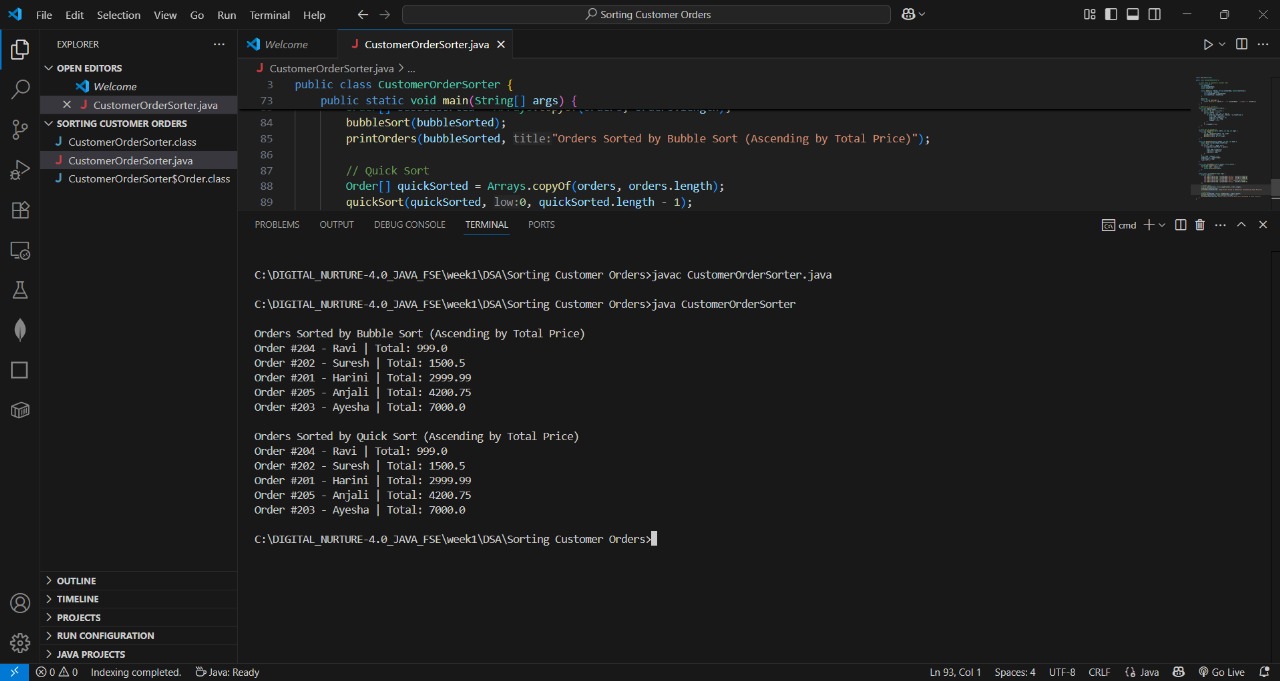 File Edit Selection View Go Run Terminal Help
Sorting Customer Orders
EXPLORER
OPEN EDITORS
Welcome
CustomerOrderSorter.java
SORTING CUSTOMER ORDERS
CustomerOrderSorter.class
CustomerOrderSorter.java
CustomerOrderSorter$Order.class
OUTLINE
TIMELINE
PROJECTS
RUN CONFIGURATION
JAVA PROJECTS
Welcome CustomerOrderSorter.java
CustomerOrderSorter.java > ...
3 public class CustomerOrderSorter {
73 public static void main(String[] args) {
84 bubbleSort(bubbleSorted);
85 printOrders(bubbleSorted, title:"Orders Sorted by Bubble Sort (Ascending by Total Price)");
86
87 // Quick Sort
88 Order[] quickSorted = Arrays.copyOf(orders, orders.length);
89 quickSort(quickSorted, low:0, quickSorted.length - 1);
PROBLEMS OUTPUT DEBUG CONSOLE TERMINAL PORTS
cmd
C:\DIGITAL_NURTURE-4.0_JAVA_FSE\week1\DSA\Sorting Customer Orders>javac CustomerOrderSorter.java
C:\DIGITAL_NURTURE-4.0_JAVA_FSE\week1\DSA\Sorting Customer Orders>java CustomerOrderSorter
Orders Sorted by Bubble Sort (Ascending by Total Price)
Order #204 - Ravi | Total: 999.0
Order #202 - Suresh | Total: 1500.5
Order #201 - Harini | Total: 2999.99
Order #205 - Anjali | Total: 4200.75
Order #203 - Ayesha | Total: 7000.0
Orders Sorted by Quick Sort (Ascending by Total Price)
Order #204 - Ravi | Total: 999.0
Order #202 - Suresh | Total: 1500.5
Order #201 - Harini | Total: 2999.99
Order #205 - Anjali | Total: 4200.75
Order #203 - Ayesha | Total: 7000.0
C:\DIGITAL_NURTURE-4.0_JAVA_FSE\week1\DSA\Sorting Customer Orders>
0 0 Indexing completed. Java: Ready Ln 93, Col 1 Spaces: 4 UTF-8 CRLF {} Java Go Live